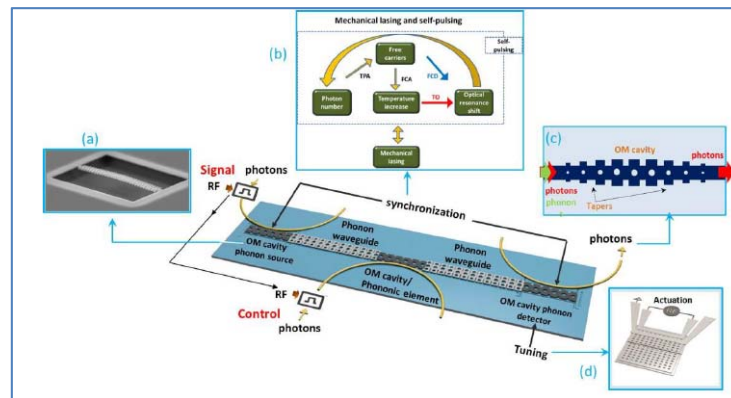 Mechanical lasing and self-pulsing
(b)
Self-
pulsing
Free
carriers
TPA
FCA
FCD
Photon
number
Temperature
increase
TO
Optical
resonance
shift
Mechanical
lasing
(a)
(c)
OM cavity
photons
photons
phonon
Tapers
Signal
photons
RF
synchronization
Phonon
waveguide
Phonon
waveguide
photons
OM cavity
phonon source
OM cavity/
Phononic element
OM cavity phonon
detector
RF
Control
photons
Tuning
Actuation
(d)